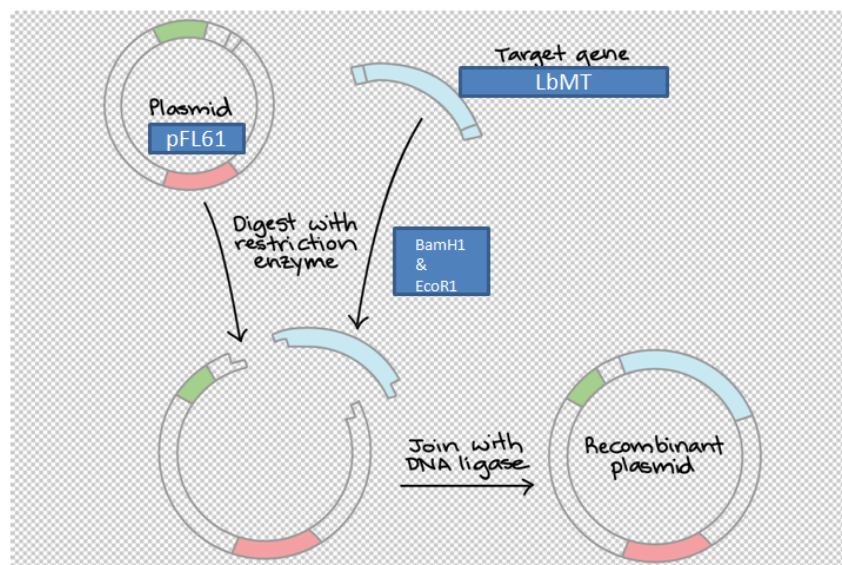 Target gene
LbMT
Plasmid
pFL61
Digest with
restriction
enzyme
BamH1
&
EcoR1
Join with
DNA ligase
Recombinant
plasmid